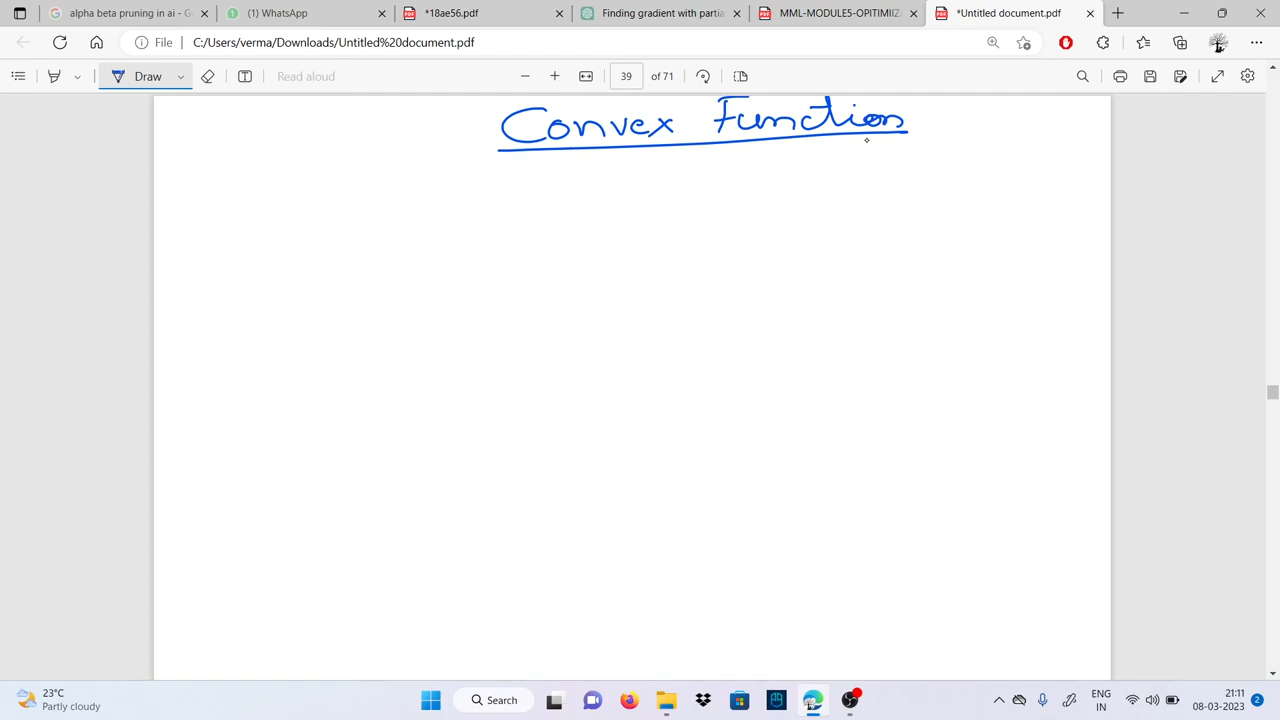 alpha beta pruning in ai - G
(1) WhatsApp
*18ae56.pdf
Finding gradient with partia
MML-MODULE5-OPITIMIIZ
*Untitled document.pdf
File C:/Users/verma/Downloads/Untitled%20document.pdf
Draw Read aloud 39 of 71
Convex Function
23°C
Partly Cloudy
Search
ENG
IN
21:11
08-03-2023
2